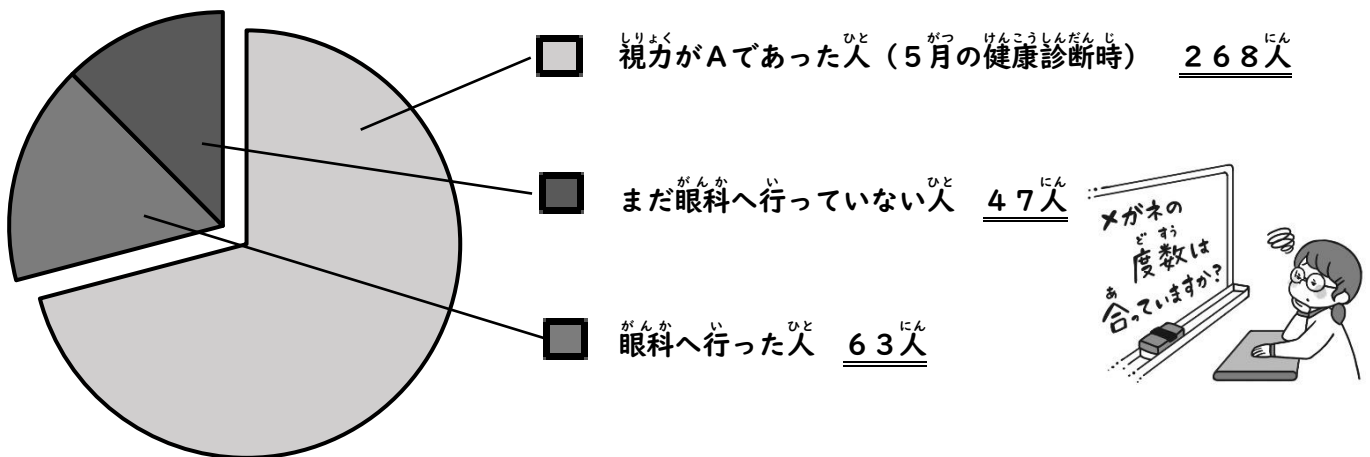 視力がAであった人（5月の健康診断時）　268人
まだ眼科へ行っていない人　47人
眼科へ行った人　63人
メガネの
度数は
合っていますか？